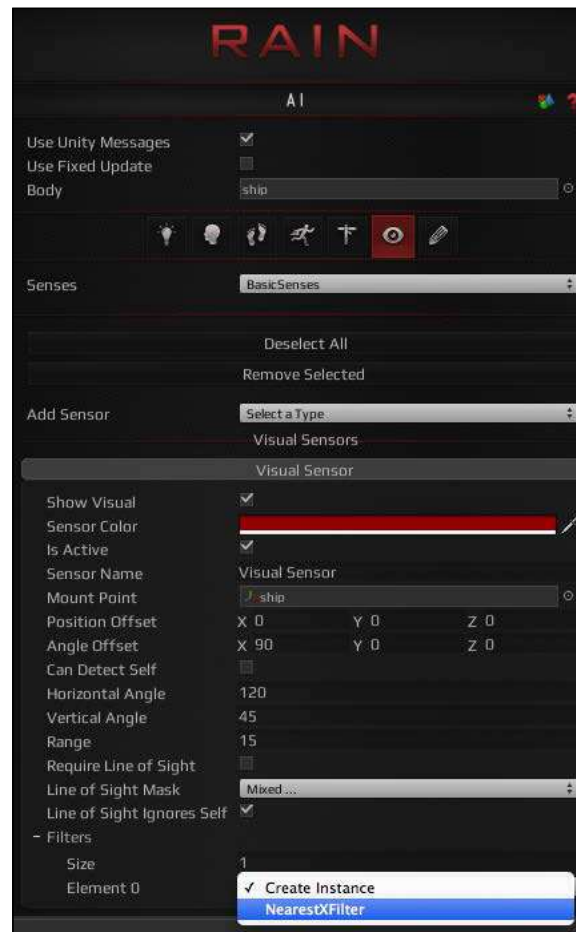 RAIN
AI ?
Use Unity Messages
Use Fixed Update
Body ship
Senses BasicSenses
Deselect All
Remove Selected
Add Sensor Select a Type
Visual Sensors
Visual Sensor
Show Visual
Sensor Color
Is Active
Sensor Name Visual Sensor
Mount Point ship
Position Offset X 0 Y 0 Z 0
Angle Offset X 90 Y 0 Z 0
Can Detect Self
Horizontal Angle 120
Vertical Angle 45
Range 15
Require Line of Sight
Line of Sight Mask Mixed ...
Line of Sight Ignores Self
- Filters
Size 1
Element 0 ✓ Create Instance
NearestXFilter